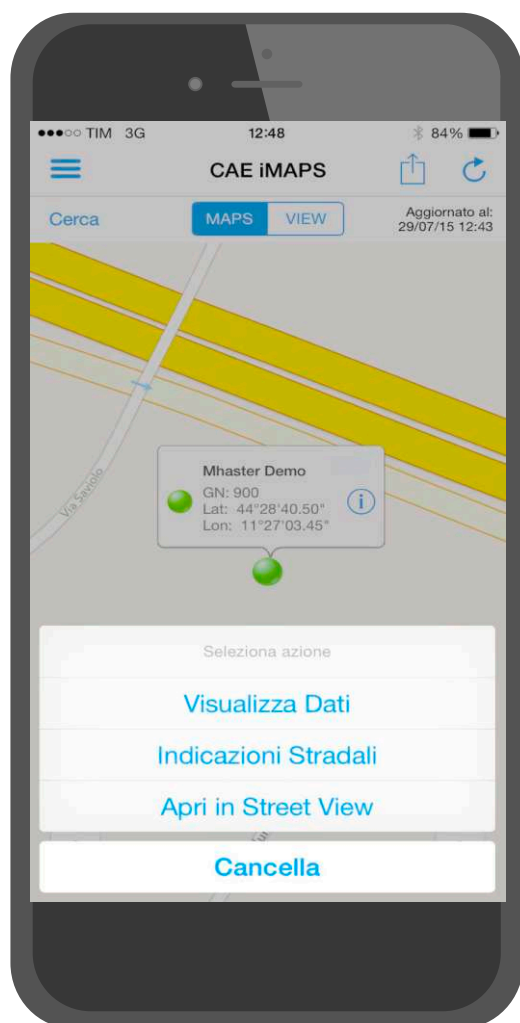 TIM 3G 12:48 84%
CAE iMAPS
Cerca MAPS VIEW Aggiornato al:
29/07/15 12:43
Via Saviolo
Mhaster Demo
GN: 900
Lat: 44°28'40.50"
Lon: 11°27'03.45"
i
Seleziona azione
Visualizza Dati
Indicazioni Stradali
Apri in Street View
Cancella